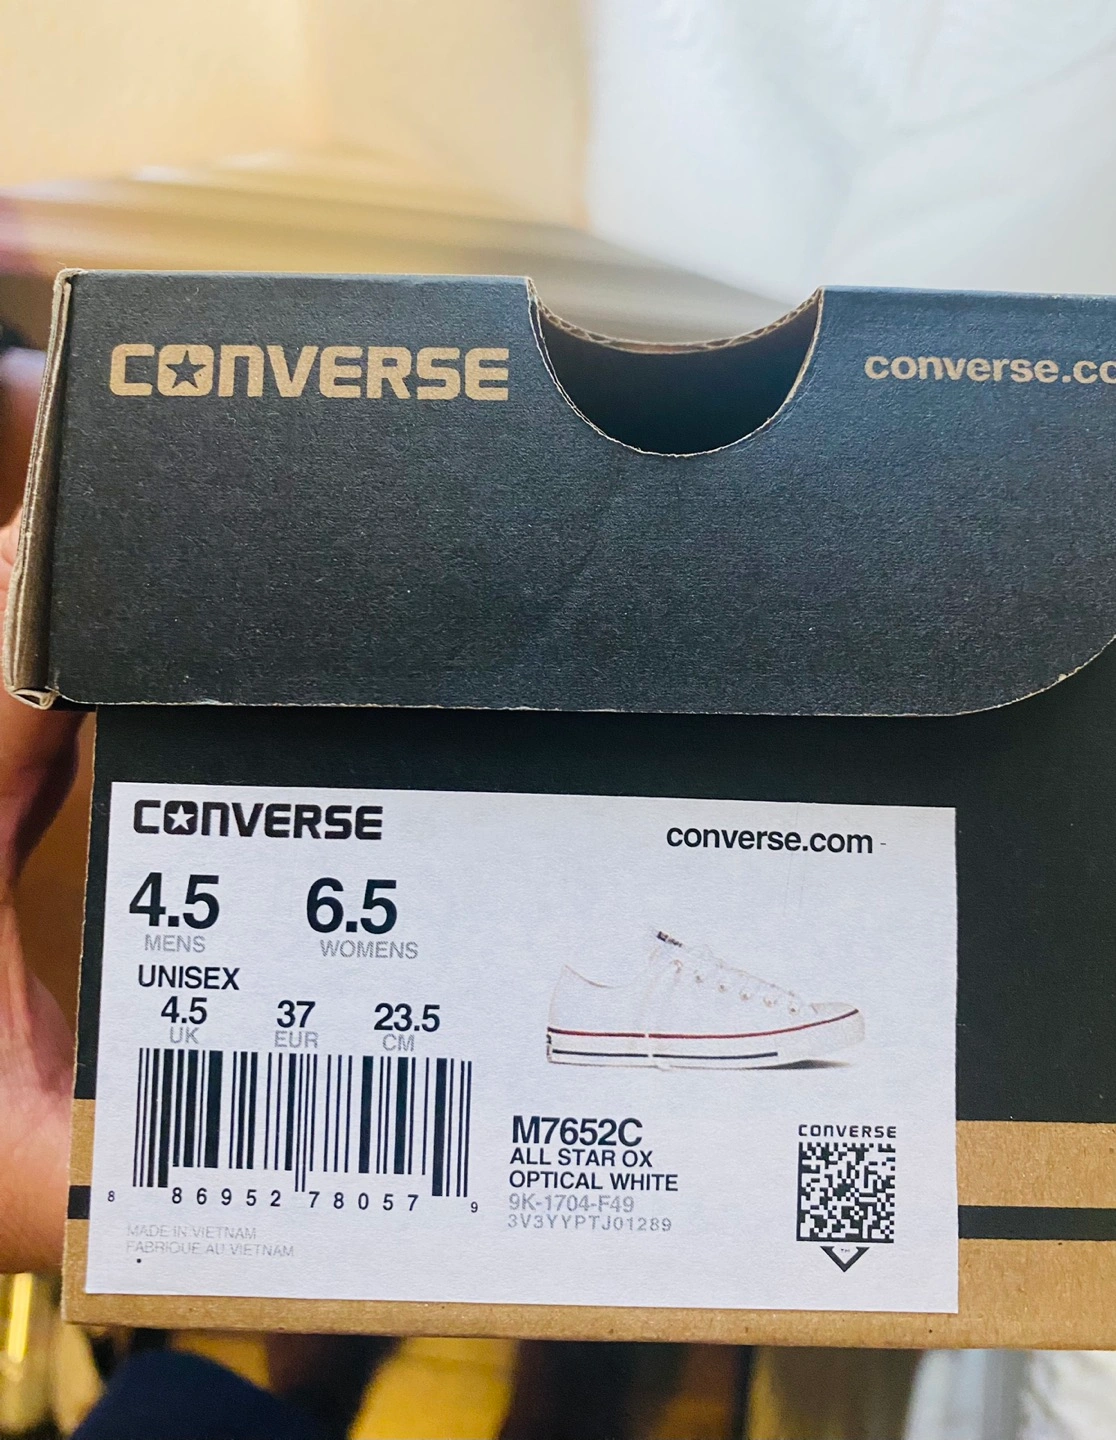 CONVERSE
converse.co
CONVERSE
converse.com
4.5 6.5
MENS WOMENS
UNISEX
4.5 37 23.5
UK EUR CM
8 86952 78057 9
MADE IN VIETNAM
FABRIQUE AU VIETNAM
M7652C
ALL STAR OX
OPTICAL WHITE
9K-1704-F49
3V3YYPTJ01289
CONVERSE
TM